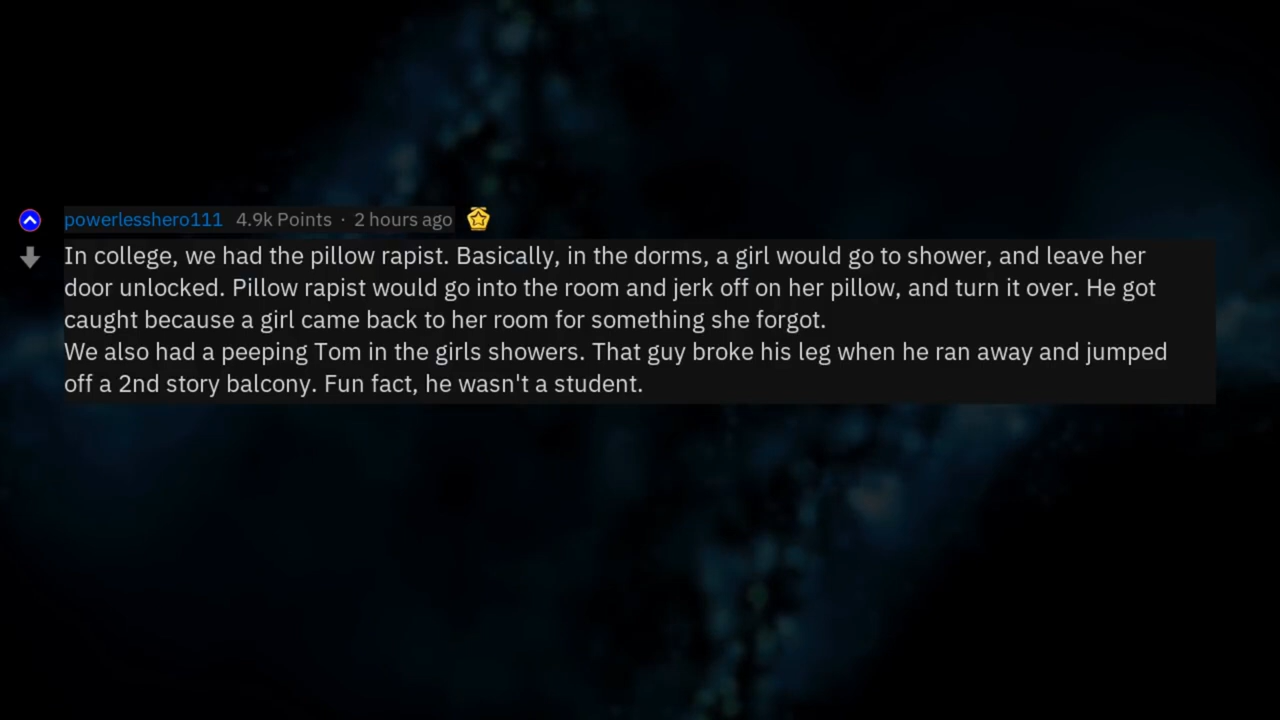 powerlesshero111 4.9k Points · 2 hours ago
In college, we had the pillow rapist. Basically, in the dorms, a girl would go to shower, and leave her
door unlocked. Pillow rapist would go into the room and jerk off on her pillow, and turn it over. He got
caught because a girl came back to her room for something she forgot.
We also had a peeping Tom in the girls showers. That guy broke his leg when he ran away and jumped
off a 2nd story balcony. Fun fact, he wasn't a student.